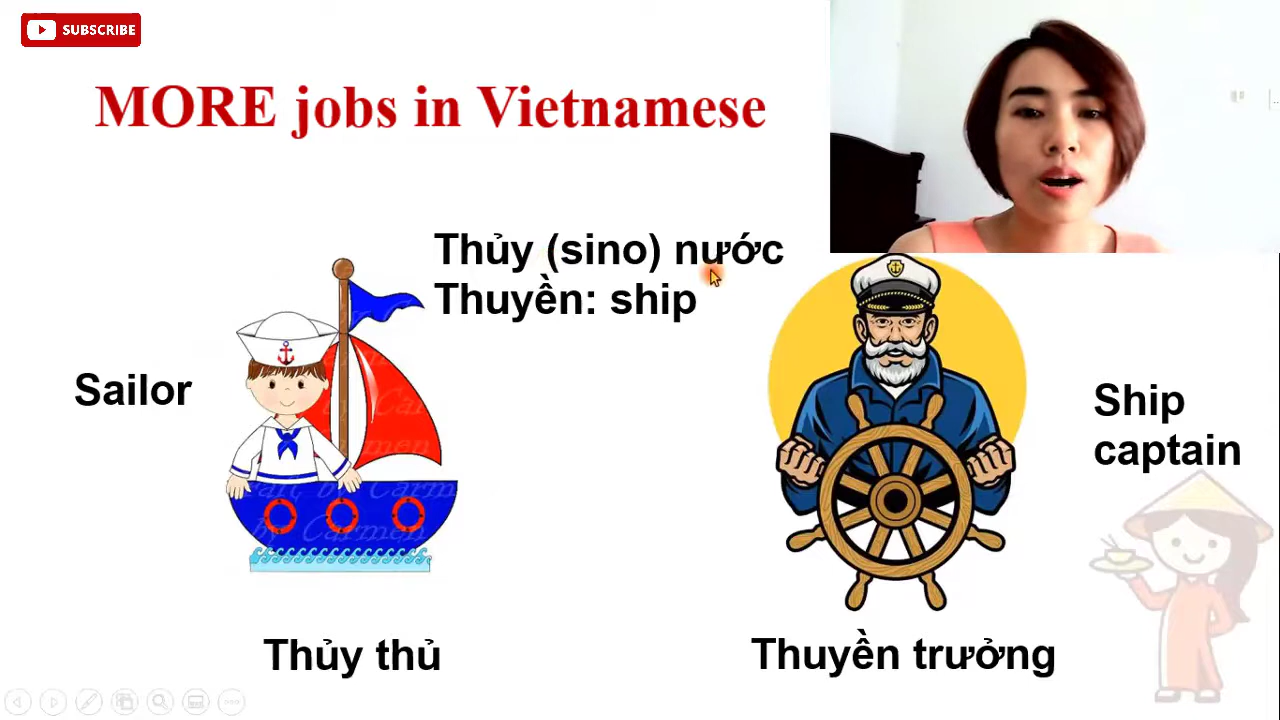 SUBSCRIBE
MORE jobs in Vietnamese
Thủy (sino) nước
Thuyền: ship
Sailor
Ship
captain
Thủy thủ
Thuyền trưởng